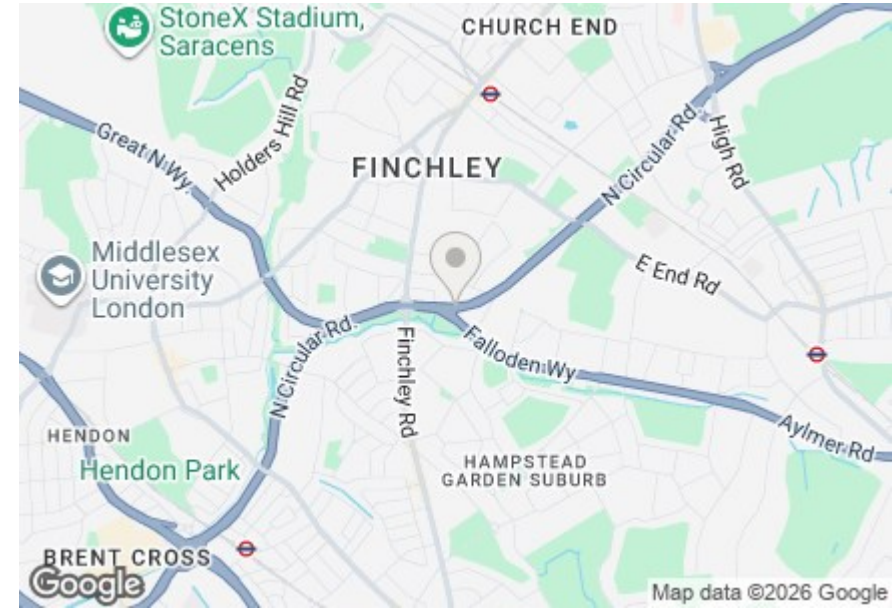 StoneX Stadium,
Saracens
CHURCH END
Great N Wy.
Holders Hill Rd
High Rd
FINCHLEY
N Circular Rd.
Middlesex
University
London
E End Rd
N Circular Rd.
Finchley Rd
Falloden Wy
Aylmer Rd
HENDON
Hendon Park
HAMPSTEAD
GARDEN SUBURB
BRENT CROSS
Google
Map data ©2026 Google